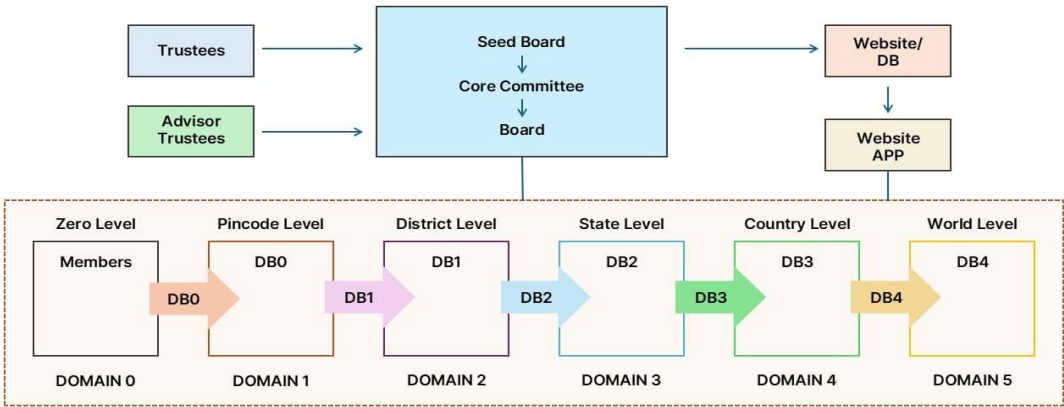 Trustees
Advisor
Trustees
Seed Board
Core Committee
Board
Website/
DB
Website
APP
Zero Level
Pincode Level
District Level
State Level
Country Level
World Level
Members
DB0
DB1
DB2
DB3
DB4
DB0
DB1
DB2
DB3
DB4
DOMAIN 0
DOMAIN 1
DOMAIN 2
DOMAIN 3
DOMAIN 4
DOMAIN 5